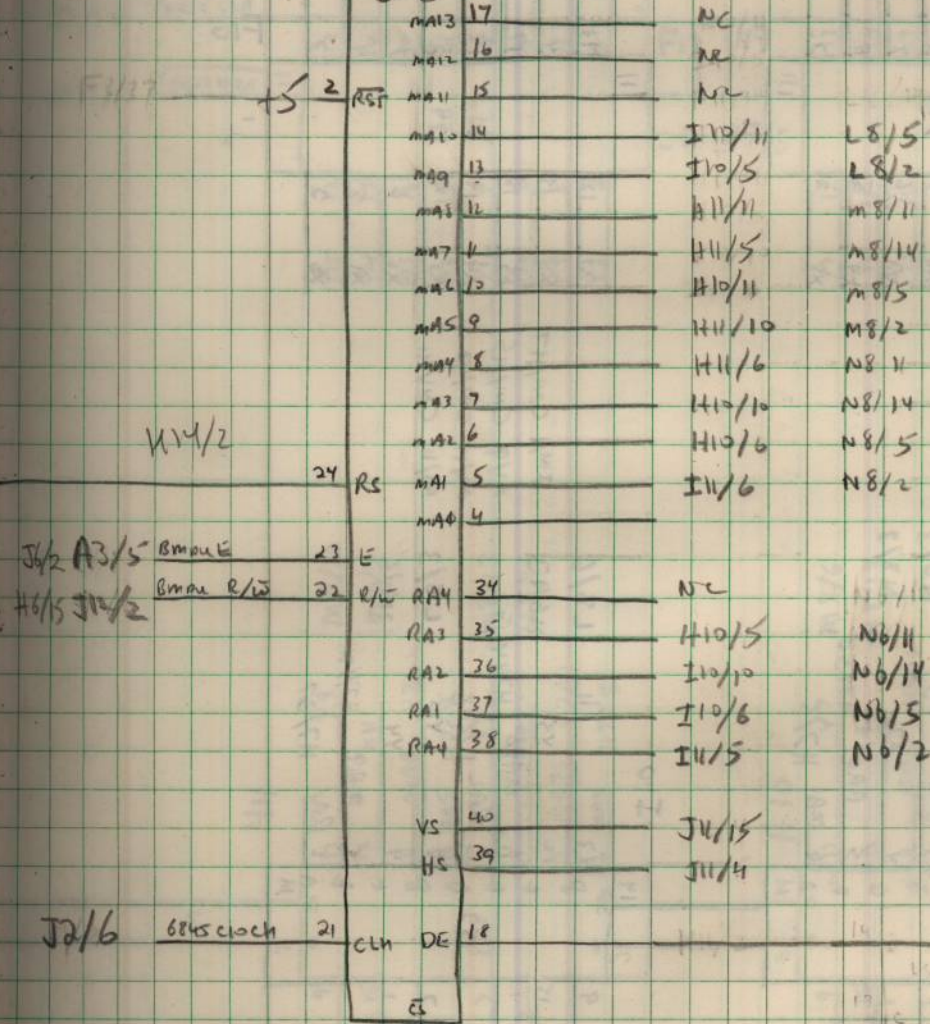 MA13 17 NC
MA12 16 NC
+5 2 RST MA11 15 NC
MA10 14 I10/11 L8/5
MA9 13 I10/5 L8/2
MA8 12 H11/11 M8/11
MA7 11 H11/5 M8/14
MA6 10 H10/11 M8/5
MA5 9 H11/10 M8/2
MA4 8 H11/6 N8 11
MA3 7 H10/10 N8/14
H14/2 MA2 6 H10/6 N8/5
24 RS MA1 5 I11/6 N8/2
MA0 4
J6/2 A3/5 BmpuE 23 E
H6/15 J12/2 Bmpu R/W 22 R/W RA4 34 NC
RA3 35 H10/5 N6/11
RA2 36 I10/10 N6/14
RA1 37 I10/6 N6/5
RA4 38 I11/5 N6/2
VS 40 J11/15
HS 39 J11/4
J2/6 6845 clock 21 CLK DE 18
CS